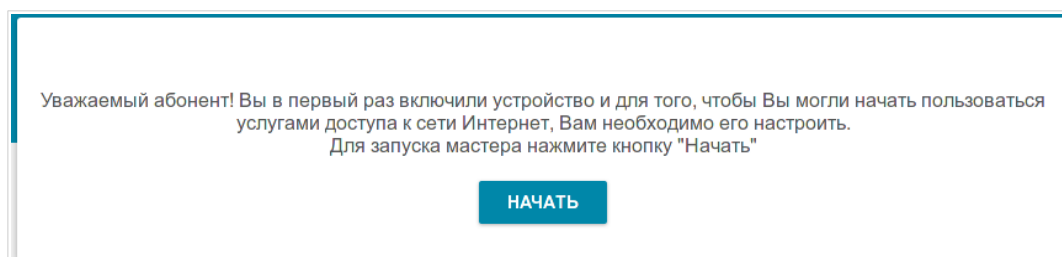 Уважаемый абонент! Вы в первый раз включили устройство и для того, чтобы Вы могли начать пользоваться
услугами доступа к сети Интернет, Вам необходимо его настроить.
Для запуска мастера нажмите кнопку "Начать"
НАЧАТЬ